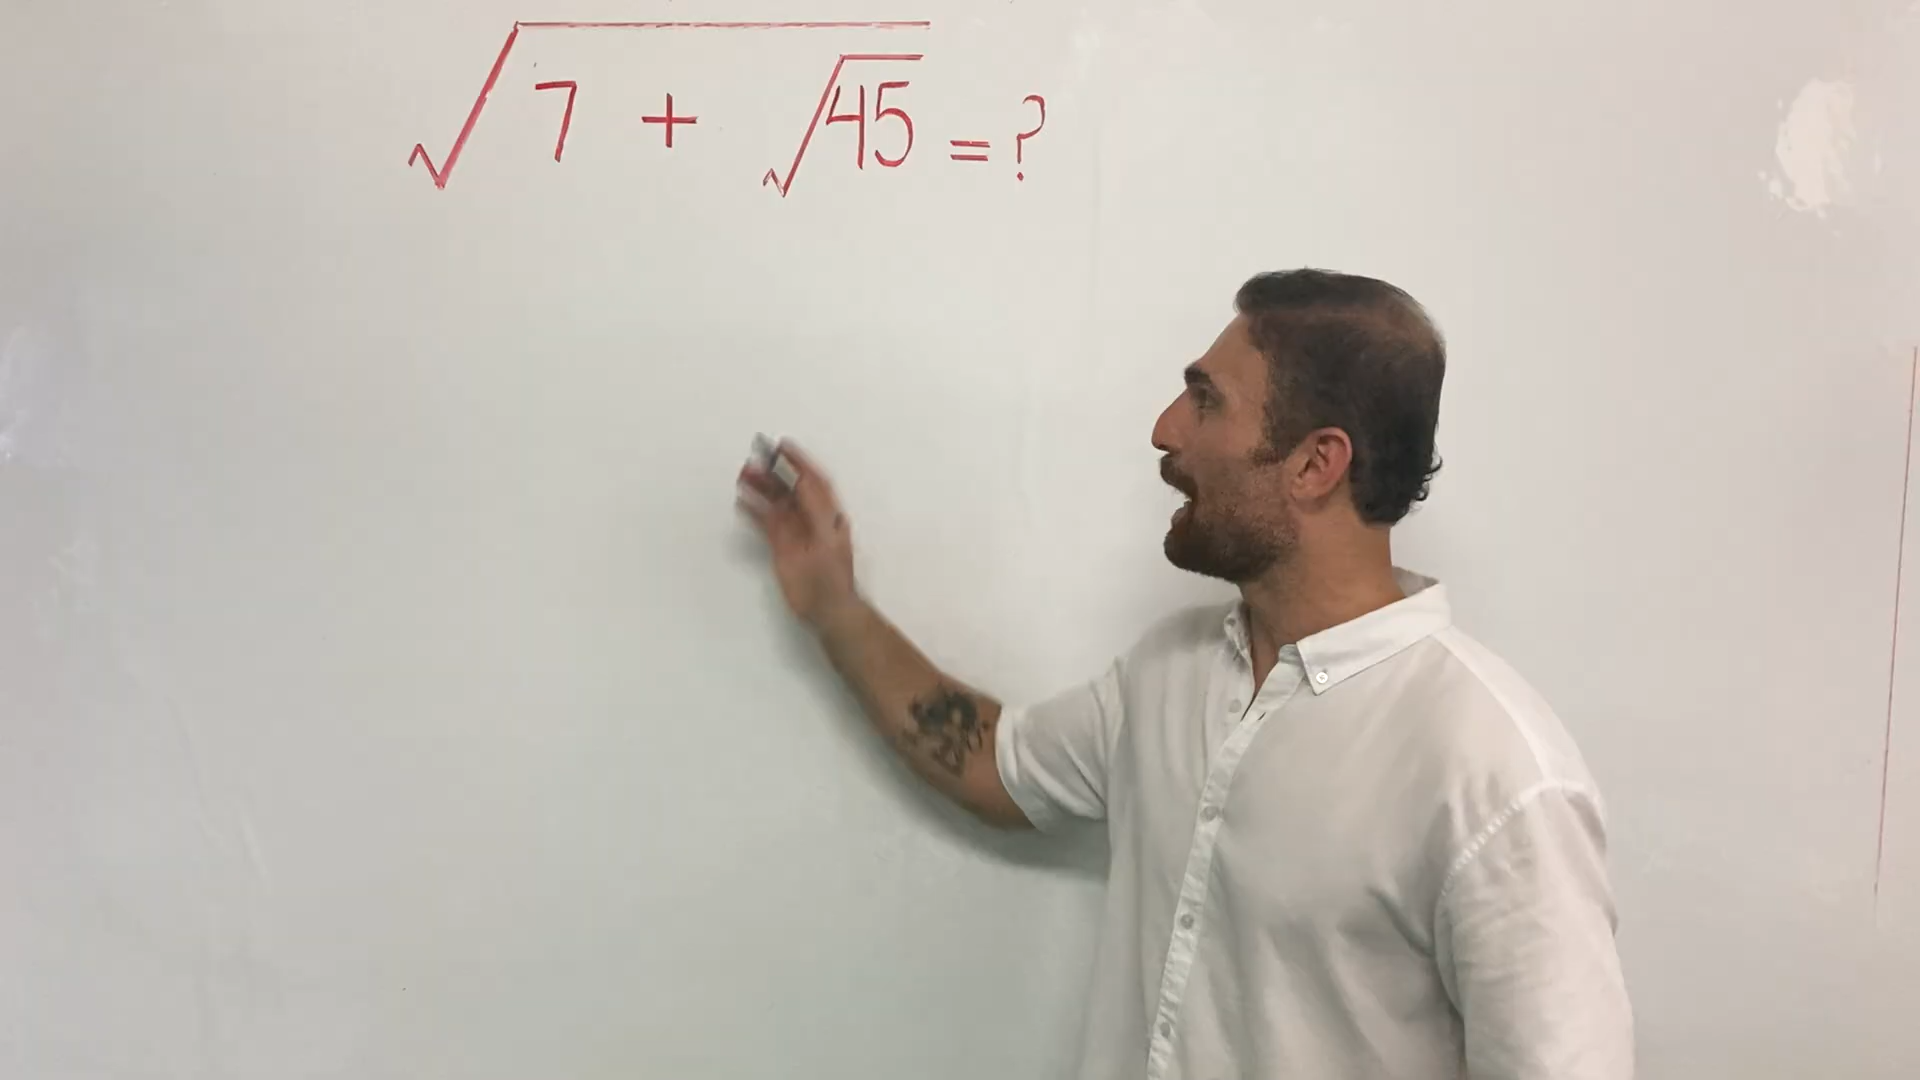 √(7 + √45) = ?